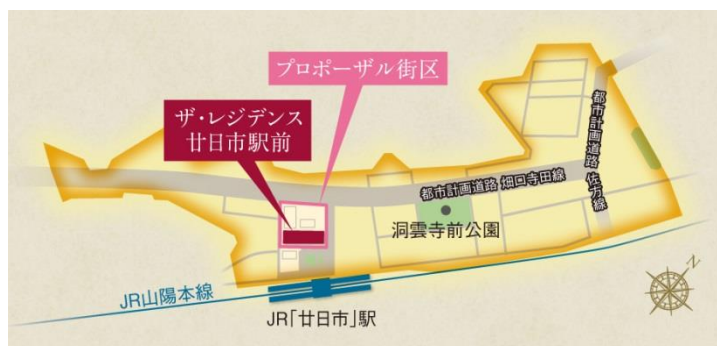 プロポーザル街区
ザ・レジデンス
廿日市駅前
都市計画道路 佐方線
都市計画道路 畑口寺田線
洞雲寺前公園
JR山陽本線
JR「廿日市」駅
N